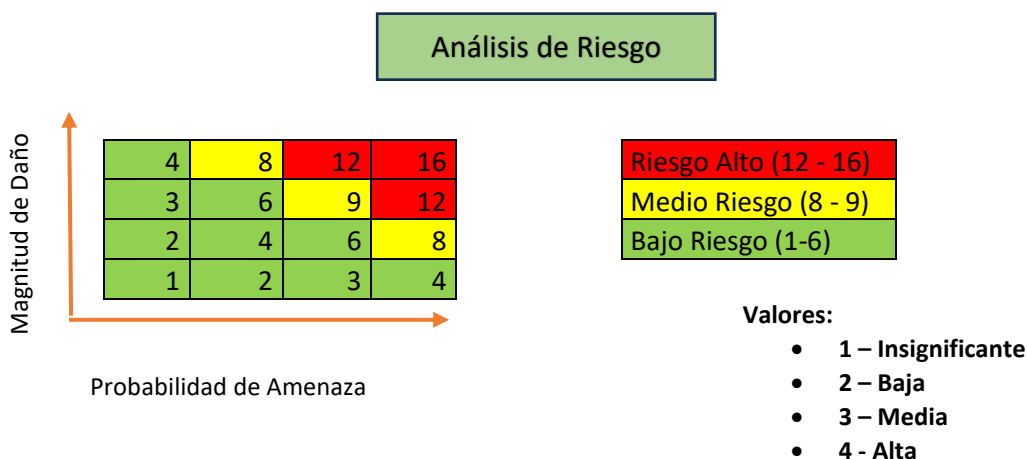 Análisis de Riesgo
Magnitud de Daño
4 8 12 16
3 6 9 12
2 4 6 8
1 2 3 4
Probabilidad de Amenaza
Riesgo Alto (12 - 16)
Medio Riesgo (8 - 9)
Bajo Riesgo (1-6)
Valores:
• 1 – Insignificante
• 2 – Baja
• 3 – Media
• 4 - Alta